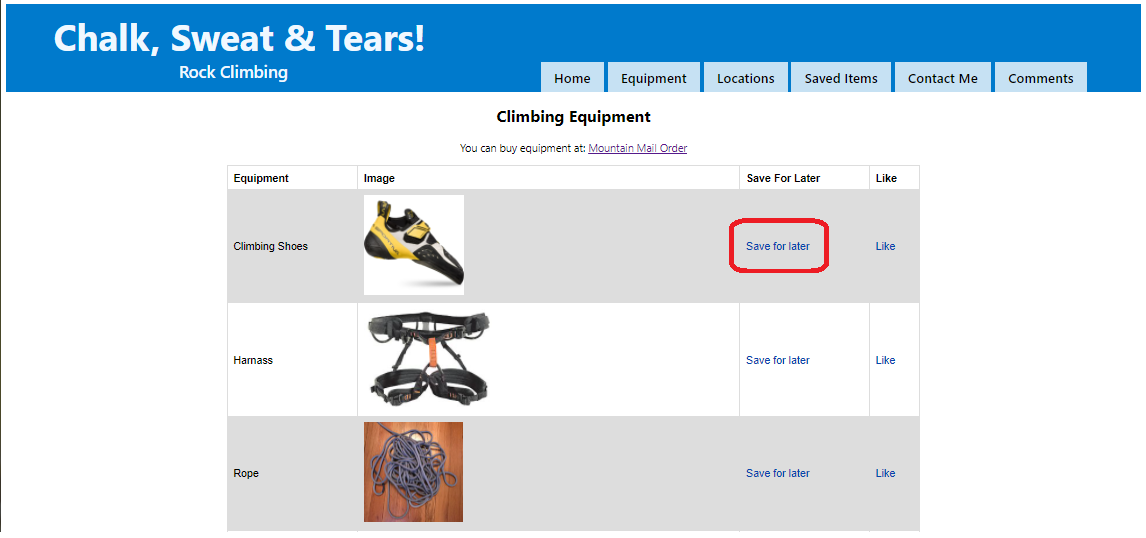 Chalk, Sweat & Tears!
Rock Climbing
Home Equipment Locations Saved Items Contact Me Comments
Climbing Equipment
You can buy equipment at: Mountain Mail Order
Equipment Image Save For Later Like
Climbing Shoes Save for later Like
Harnass Save for later Like
Rope Save for later Like